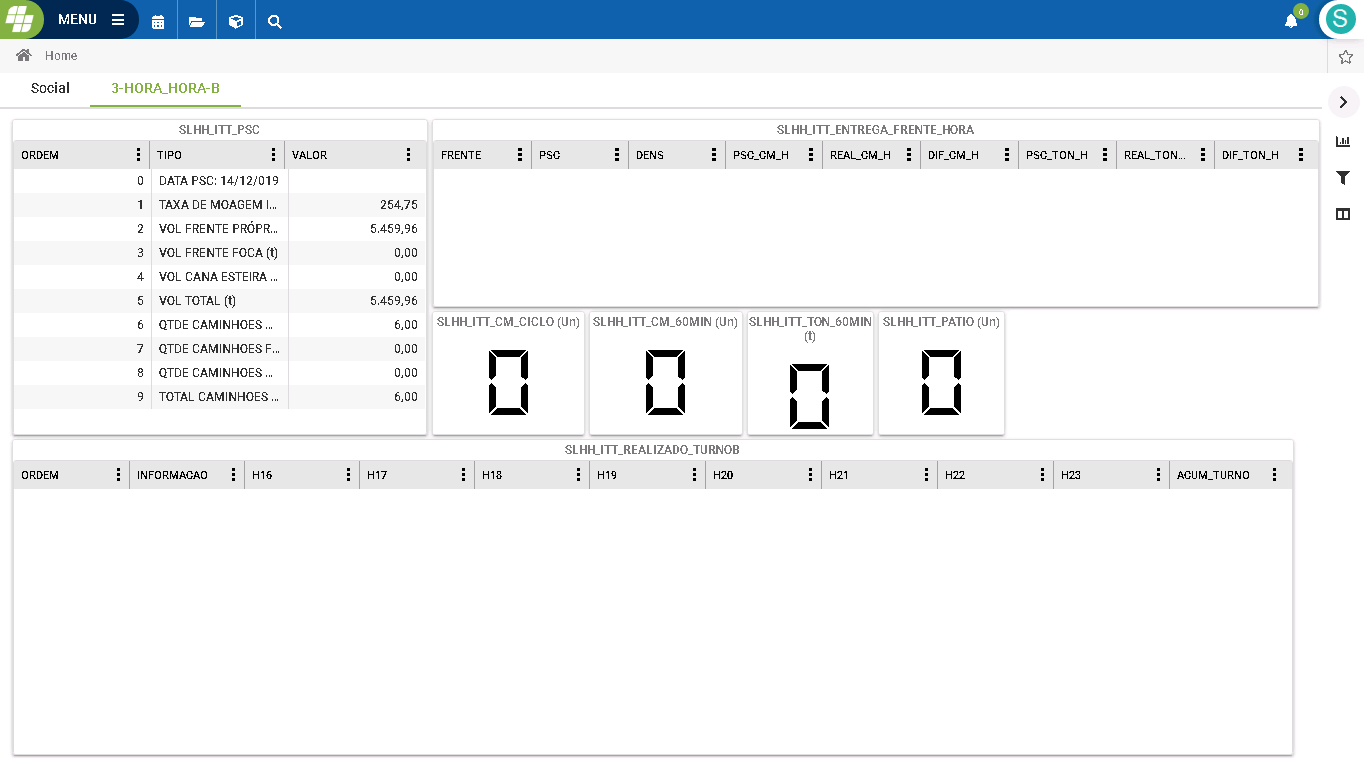 MENU
0
S
Home
Social 3-HORA_HORA-B
SLHH_ITT_PSC
ORDEM TIPO VALOR
0 DATA PSC: 14/12/019
1 TAXA DE MOAGEM I... 254,75
2 VOL FRENTE PRÓPR... 5.459,96
3 VOL FRENTE FOCA (t) 0,00
4 VOL CANA ESTEIRA ... 0,00
5 VOL TOTAL (t) 5.459,96
6 QTDE CAMINHOES ... 6,00
7 QTDE CAMINHOES F... 0,00
8 QTDE CAMINHOES ... 0,00
9 TOTAL CAMINHOES ... 6,00
SLHH_ITT_ENTREGA_FRENTE_HORA
FRENTE PSC DENS PSC_CM_H REAL_CM_H DIF_CM_H PSC_TON_H REAL_TON... DIF_TON_H
SLHH_ITT_CM_CICLO (Un)
0
SLHH_ITT_CM_60MIN (Un)
0
SLHH_ITT_TON_60MIN
(t)
0
SLHH_ITT_PATIO (Un)
0
SLHH_ITT_REALIZADO_TURNOB
ORDEM INFORMACAO H16 H17 H18 H19 H20 H21 H22 H23 AGUM_TURNO